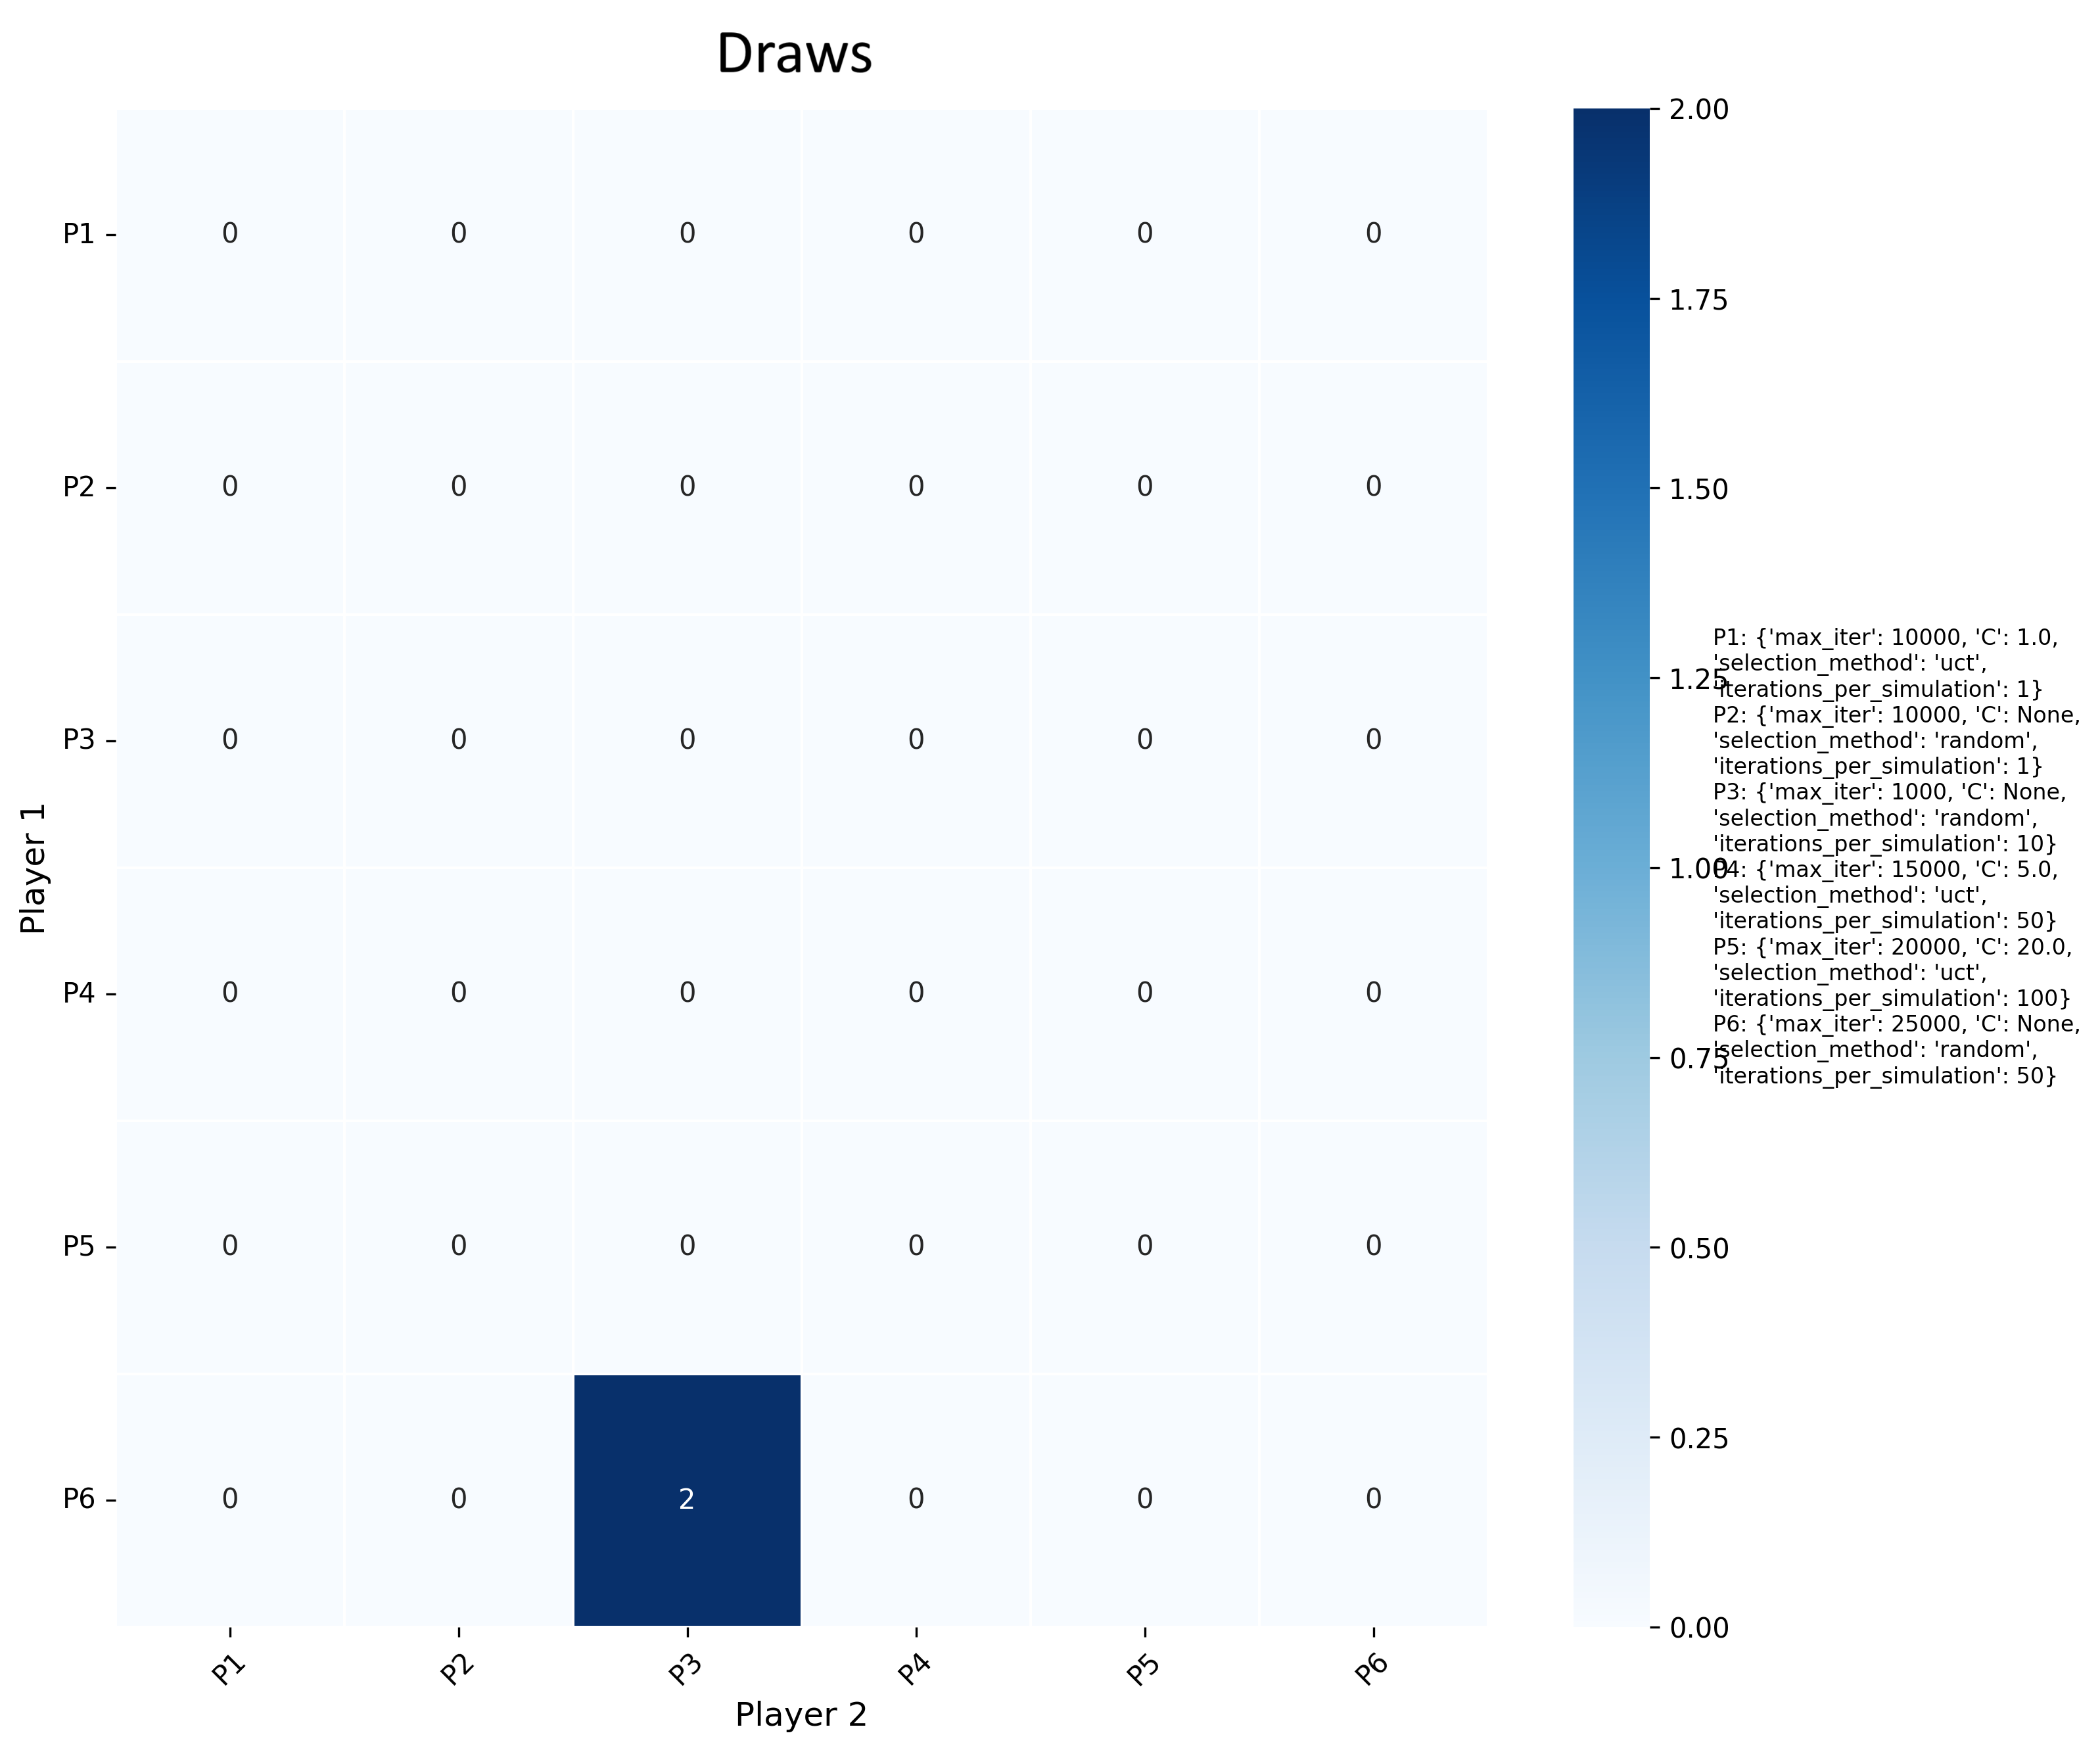 Draws
P1 0 0 0 0 0 0
P2 0 0 0 0 0 0
P3 0 0 0 0 0 0
P4 0 0 0 0 0 0
P5 0 0 0 0 0 0
P6 0 0 2 0 0 0
P1 P2 P3 P4 P5 P6
Player 1
Player 2
2.00
1.75
1.50
1.25
1.00
0.75
0.50
0.25
0.00
P1: {'max_iter': 10000, 'C': 1.0,
'selection_method': 'uct',
'iterations_per_simulation': 1}
P2: {'max_iter': 10000, 'C': None,
'selection_method': 'random',
'iterations_per_simulation': 1}
P3: {'max_iter': 1000, 'C': None,
'selection_method': 'random',
'iterations_per_simulation': 10}
P4: {'max_iter': 15000, 'C': 5.0,
'selection_method': 'uct',
'iterations_per_simulation': 50}
P5: {'max_iter': 20000, 'C': 20.0,
'selection_method': 'uct',
'iterations_per_simulation': 100}
P6: {'max_iter': 25000, 'C': None,
'selection_method': 'random',
'iterations_per_simulation': 50}